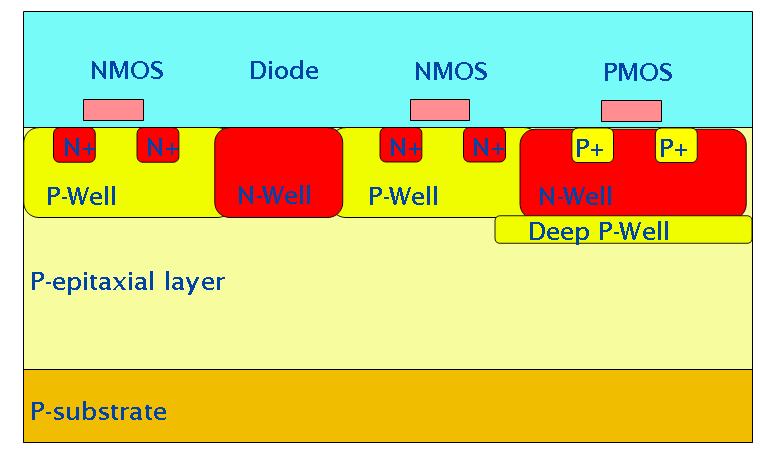 NMOS Diode NMOS PMOS
N+ N+ N+ N+ P+ P+
P-Well N-Well P-Well N-Well
Deep P-Well
P-epitaxial layer
P-substrate